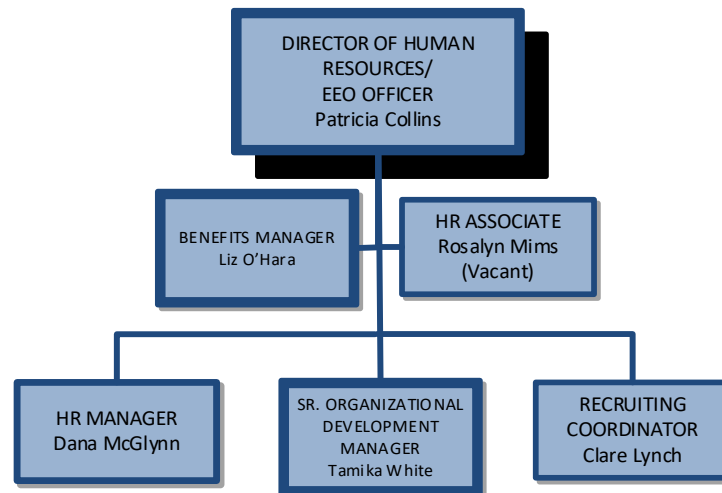 DIRECTOR OF HUMAN
RESOURCES/
EEO OFFICER
Patricia Collins
BENEFITS MANAGER
Liz O’Hara
HR ASSOCIATE
Rosalyn Mims
(Vacant)
HR MANAGER
Dana McGlynn
SR. ORGANIZATIONAL
DEVELOPMENT
MANAGER
Tamika White
RECRUITING
COORDINATOR
Clare Lynch